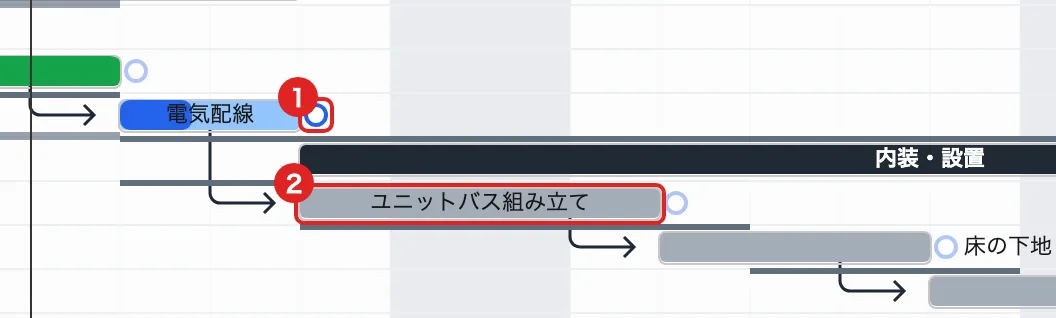 1
電気配線
内装・設置
2
ユニットバス組み立て
床の下地